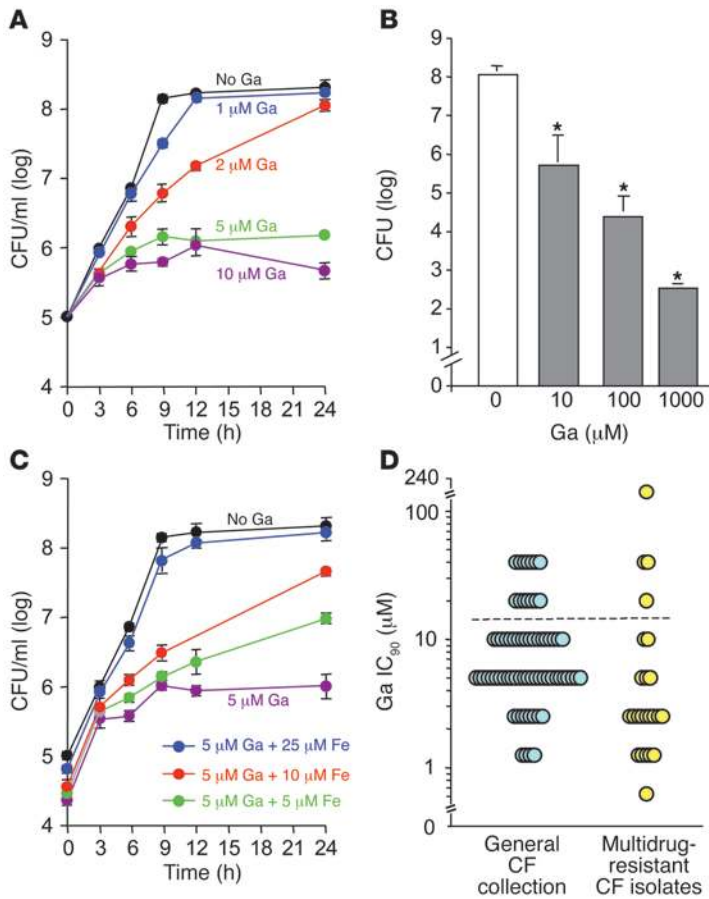 A
CFU/ml (log)
9
8
7
6
5
4
No Ga
1 µM Ga
2 µM Ga
5 µM Ga
10 µM Ga
0 3 6 9 12 15 18 21 24
Time (h)
B
CFU (log)
9
8
7
6
5
4
3
2
1
0
*
*
*
0 10 100 1000
Ga (µM)
C
CFU/ml (log)
9
8
7
6
5
4
No Ga
5 µM Ga
5 µM Ga + 25 µM Fe
5 µM Ga + 10 µM Fe
5 µM Ga + 5 µM Fe
0 3 6 9 12 15 18 21 24
Time (h)
D
Ga IC90 (µM)
240
100
10
1
0
General
CF
collection
Multidrug-
resistant
CF isolates